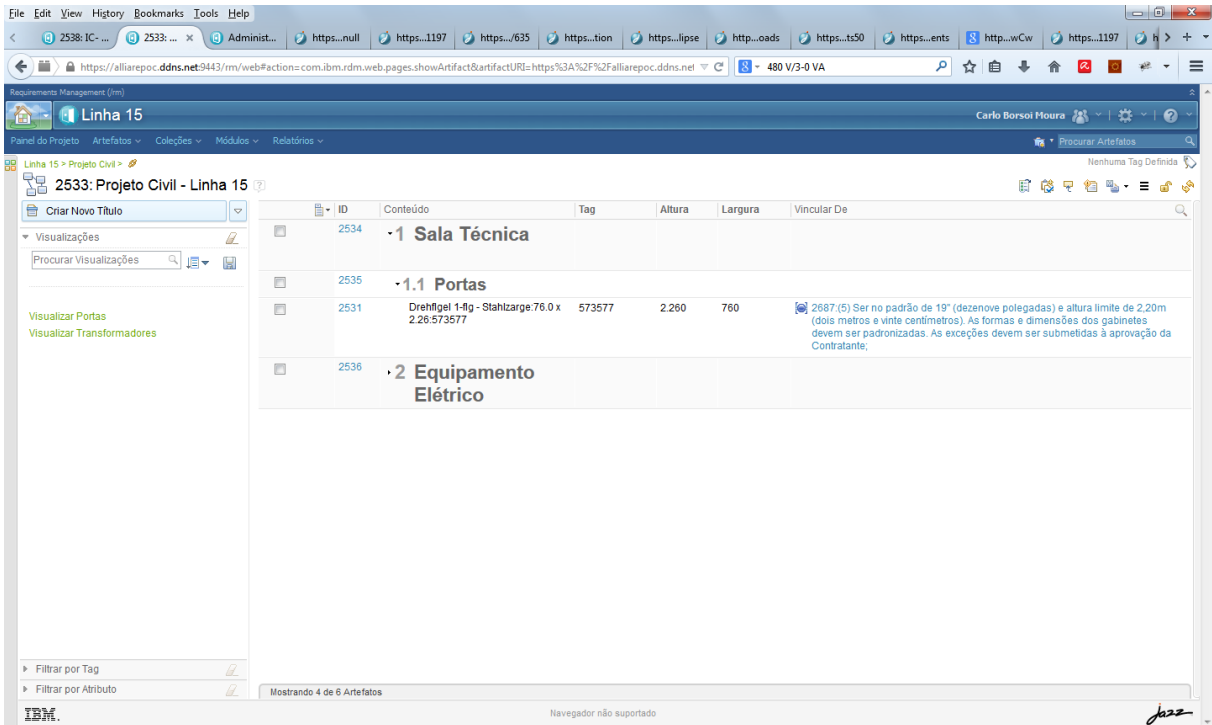 File Edit View History Bookmarks Tools Help
2538: IC-... 2533: ... Administ... https...null https...1197 https.../635 https...tion https...lipse http...oads https...ts50 https...ents http...wCw https...1197 h
https://alliarepoc.ddns.net:9443/rm/web#action=com.ibm.rdm.web.pages.showArtifact&artifactURI=https%3A%2F%2Falliarepoc.ddns.net 480 V/3-0 VA
Requirements Management (/rm)
Linha 15 Carlo Borsoi Moura
Painel do Projeto Artefatos Coleções Módulos Relatórios Procurar Artefatos
Linha 15 > Projeto Civil > Nenhuma Tag Definida
2533: Projeto Civil - Linha 15
Criar Novo Título ID Conteúdo Tag Altura Largura Vincular De
Visualizações 2534 1 Sala Técnica
Procurar Visualizações
2535 1.1 Portas
2531 Drehflgel 1-flg - Stahlzarge:76.0 x 573577 2.260 760 2687:(5) Ser no padrão de 19" (dezenove polegadas) e altura limite de 2,20m
2.26:573577 (dois metros e vinte centímetros). As formas e dimensões dos gabinetes
Visualizar Portas
Visualizar Transformadores devem ser padronizadas. As exceções devem ser submetidas à aprovação da
Contratante;
2536 2 Equipamento
Elétrico
Filtrar por Tag
Filtrar por Atributo Mostrando 4 de 6 Artefatos
IBM. Navegador não suportado jazz